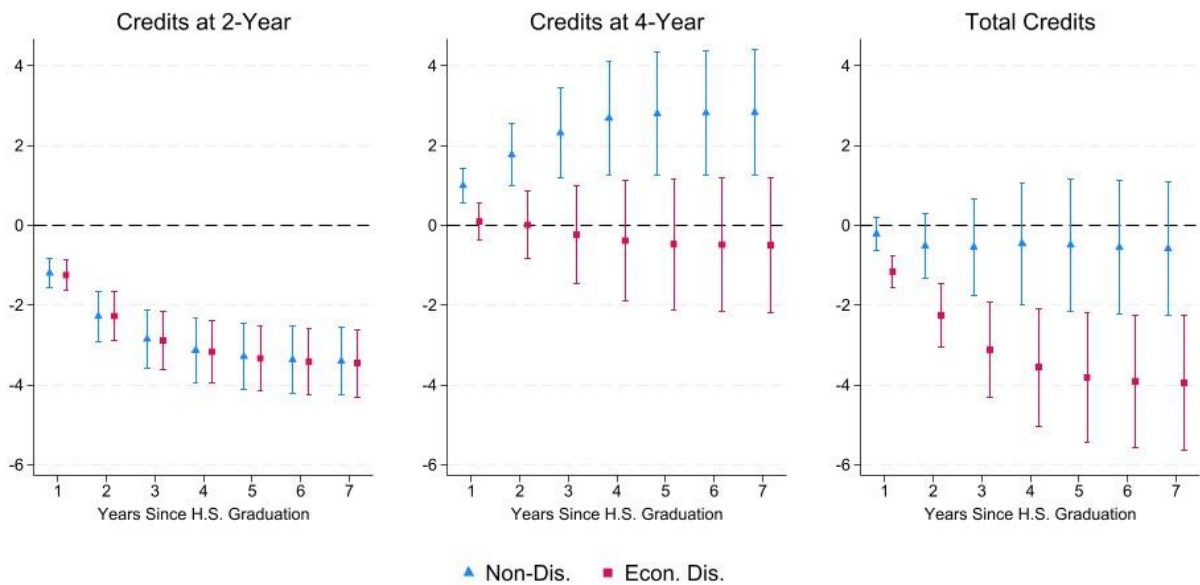 Credits at 2-Year
4
2
0
-2
-4
-6
1 2 3 4 5 6 7
Years Since H.S. Graduation
Credits at 4-Year
4
2
0
-2
-4
-6
1 2 3 4 5 6 7
Years Since H.S. Graduation
Total Credits
4
2
0
-2
-4
-6
1 2 3 4 5 6 7
Years Since H.S. Graduation
Non-Dis. Econ. Dis.